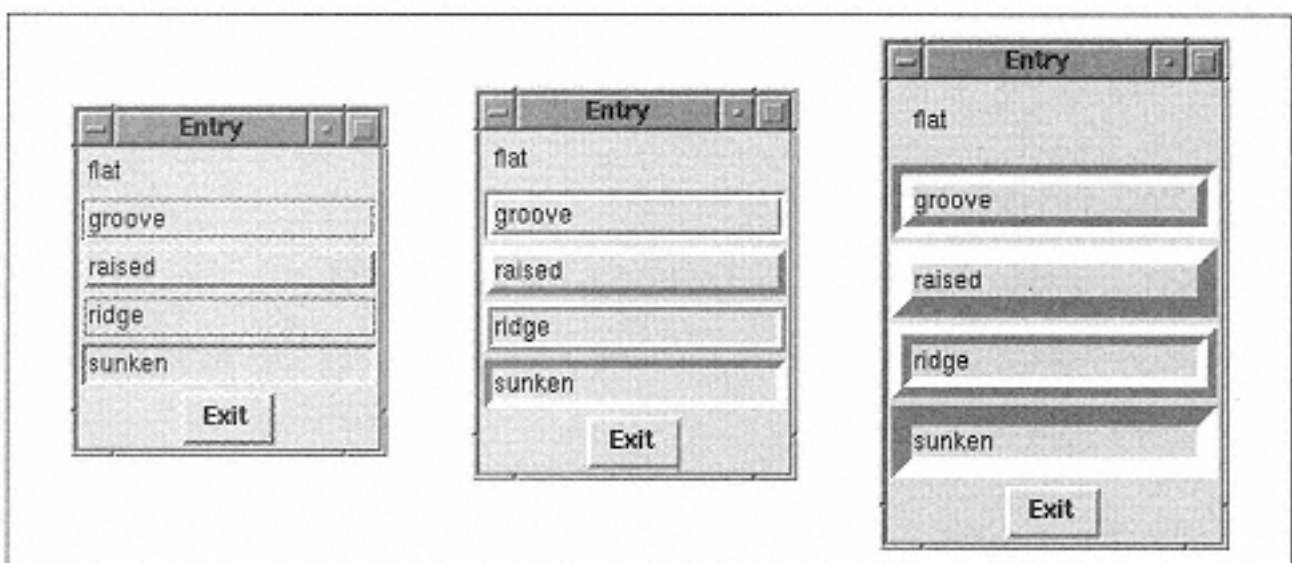 Entry
flat
groove
raised
ridge
sunken
Exit
Entry
flat
groove
raised
ridge
sunken
Exit
Entry
flat
groove
raised
ridge
sunken
Exit